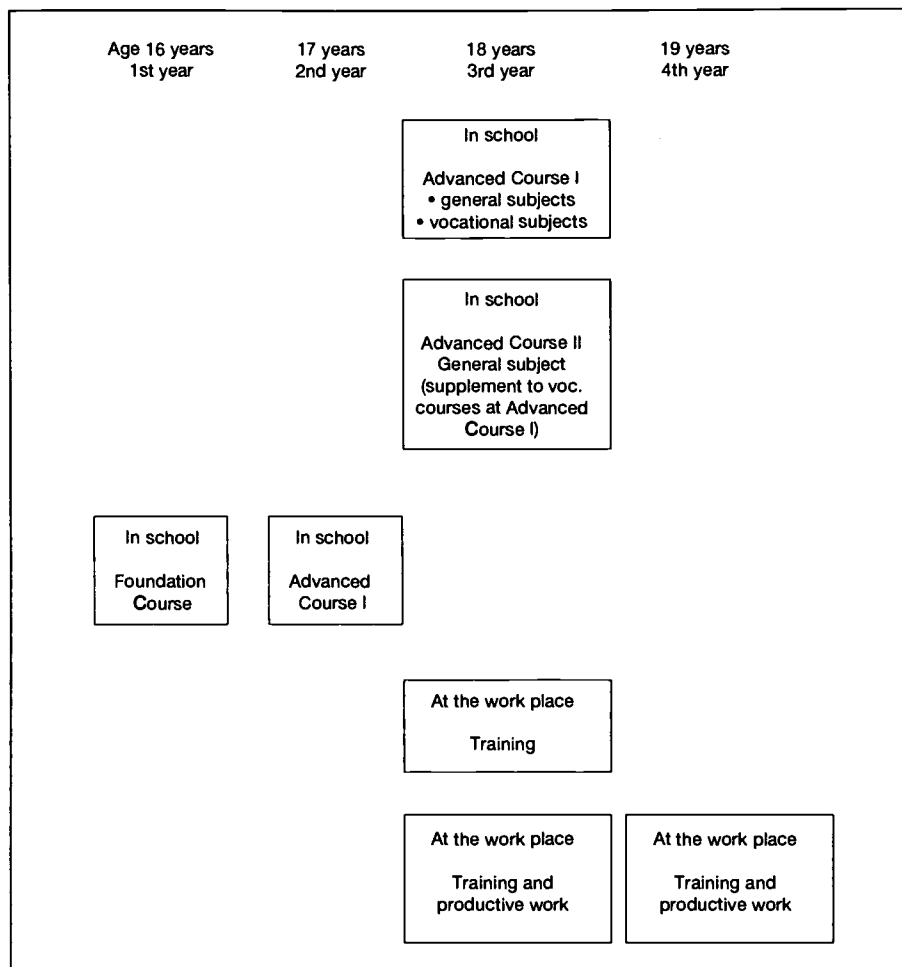 Age 16 years
1st year
17 years
2nd year
18 years
3rd year
19 years
4th year
In school
Advanced Course I
• general subjects
• vocational subjects
In school
Advanced Course II
General subject
(supplement to voc.
courses at Advanced
Course I)
In school
Foundation
Course
In school
Advanced
Course I
At the work place
Training
At the work place
Training and
productive work
At the work place
Training and
productive work